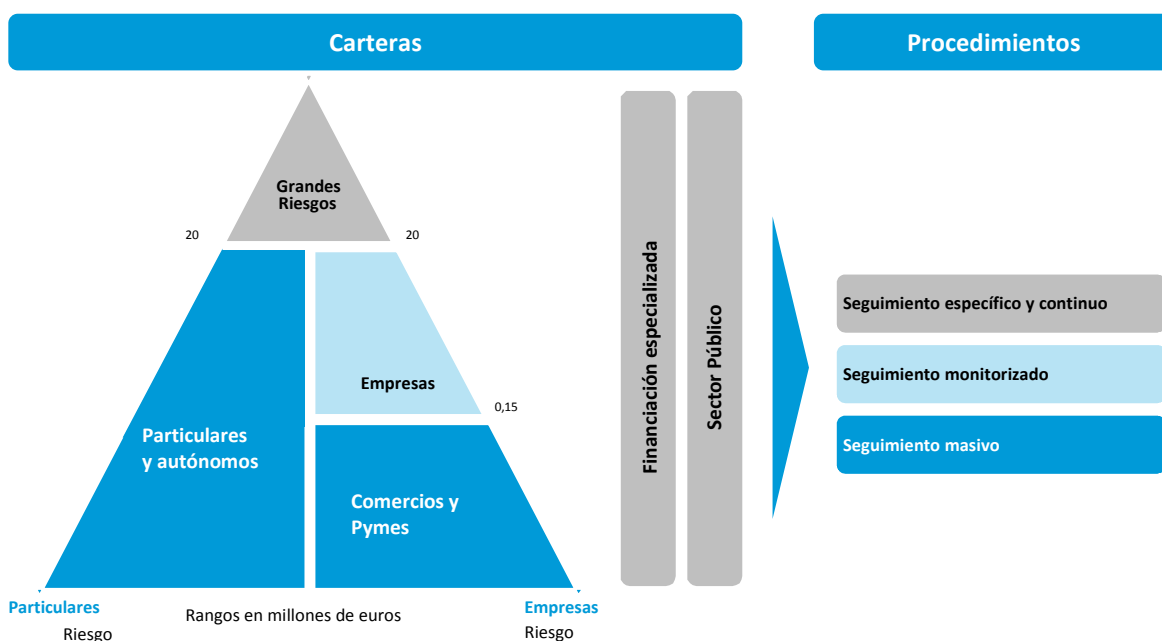 Carteras
Procedimientos
Grandes
Riesgos
20
20
Empresas
0,15
Particulares
y autónomos
Comercios y
Pymes
Financiación especializada
Sector Público
Seguimiento específico y continuo
Seguimiento monitorizado
Seguimiento masivo
Particulares
Riesgo
Rangos en millones de euros
Empresas
Riesgo